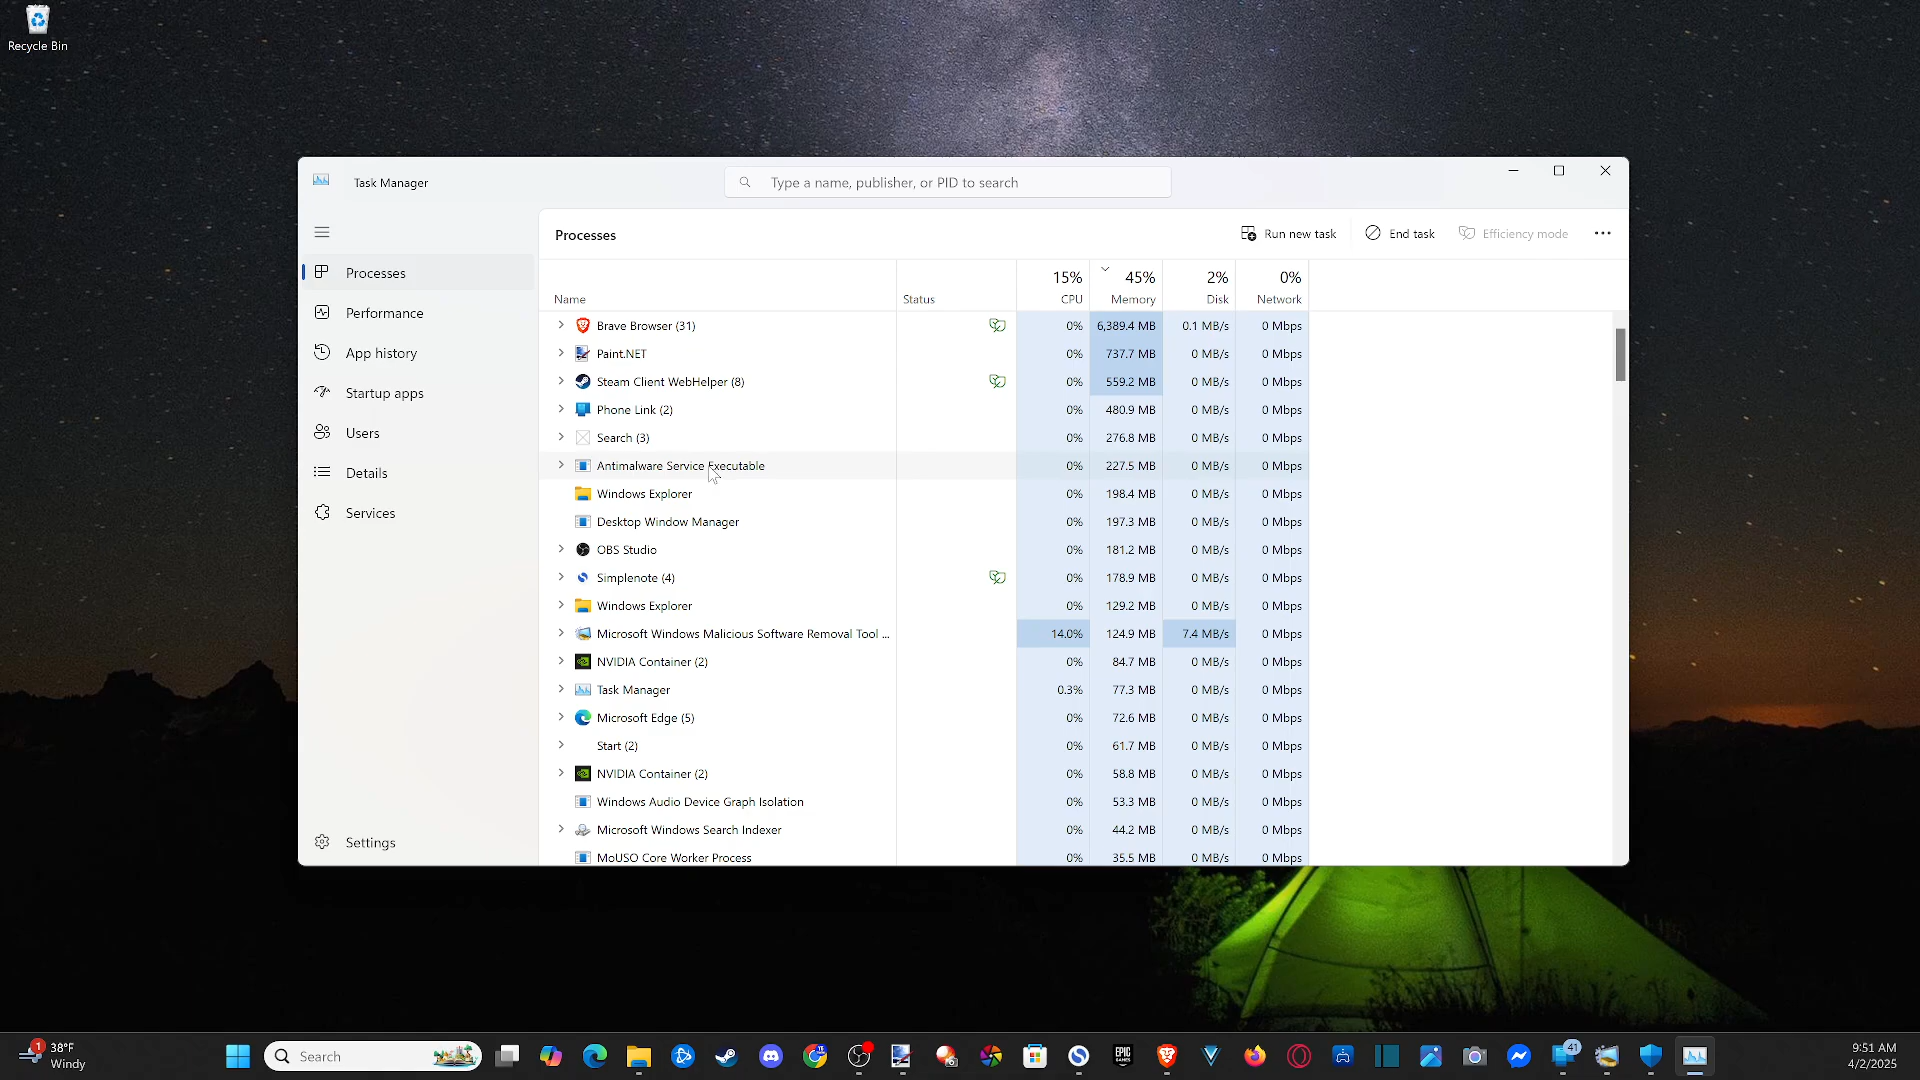 Recycle Bin
Task Manager
Type a name, publisher, or PID to search
Processes
Run new task
End task
Efficiency mode
Processes
Performance
App history
Startup apps
Users
Details
Services
Settings
15% 45% 2% 0%
Name Status CPU Memory Disk Network
Brave Browser (31) 0% 6,389.4 MB 0.1 MB/s 0 Mbps
Paint.NET 0% 737.7 MB 0 MB/s 0 Mbps
Steam Client WebHelper (8) 0% 559.2 MB 0 MB/s 0 Mbps
Phone Link (2) 0% 480.9 MB 0 MB/s 0 Mbps
Search (3) 0% 276.8 MB 0 MB/s 0 Mbps
Antimalware Service Executable 0% 227.5 MB 0 MB/s 0 Mbps
Windows Explorer 0% 198.4 MB 0 MB/s 0 Mbps
Desktop Window Manager 0% 197.3 MB 0 MB/s 0 Mbps
OBS Studio 0% 181.2 MB 0 MB/s 0 Mbps
Simplenote (4) 0% 178.9 MB 0 MB/s 0 Mbps
Windows Explorer 0% 129.2 MB 0 MB/s 0 Mbps
Microsoft Windows Malicious Software Removal Tool ... 14.0% 124.9 MB 7.4 MB/s 0 Mbps
NVIDIA Container (2) 0% 84.7 MB 0 MB/s 0 Mbps
Task Manager 0.3% 77.3 MB 0 MB/s 0 Mbps
Microsoft Edge (5) 0% 72.6 MB 0 MB/s 0 Mbps
Start (2) 0% 61.7 MB 0 MB/s 0 Mbps
NVIDIA Container (2) 0% 58.8 MB 0 MB/s 0 Mbps
Windows Audio Device Graph Isolation 0% 53.3 MB 0 MB/s 0 Mbps
Microsoft Windows Search Indexer 0% 44.2 MB 0 MB/s 0 Mbps
MoUSO Core Worker Process 0% 35.5 MB 0 MB/s 0 Mbps
1
38°F
Windy
Search
EPIC
GAMES
41
9:51 AM
4/2/2025